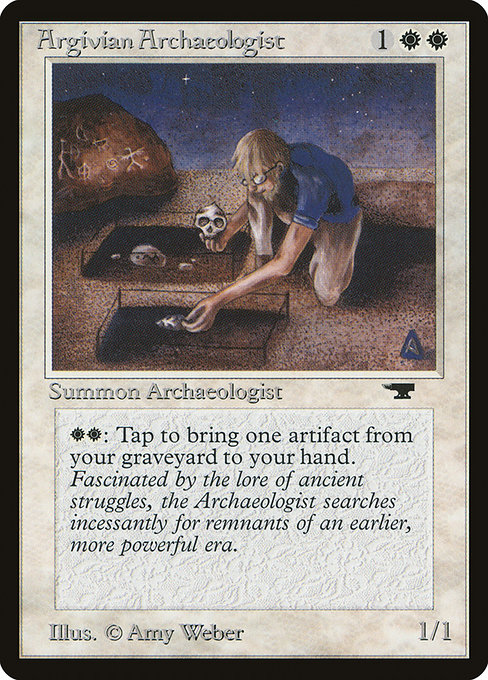 Argivian Archaeologist 1
Summon Archaeologist
: Tap to bring one artifact from
your graveyard to your hand.
Fascinated by the lore of ancient
struggles, the Archaeologist searches
incessantly for remnants of an earlier,
more powerful era.
Illus. © Amy Weber 1/1